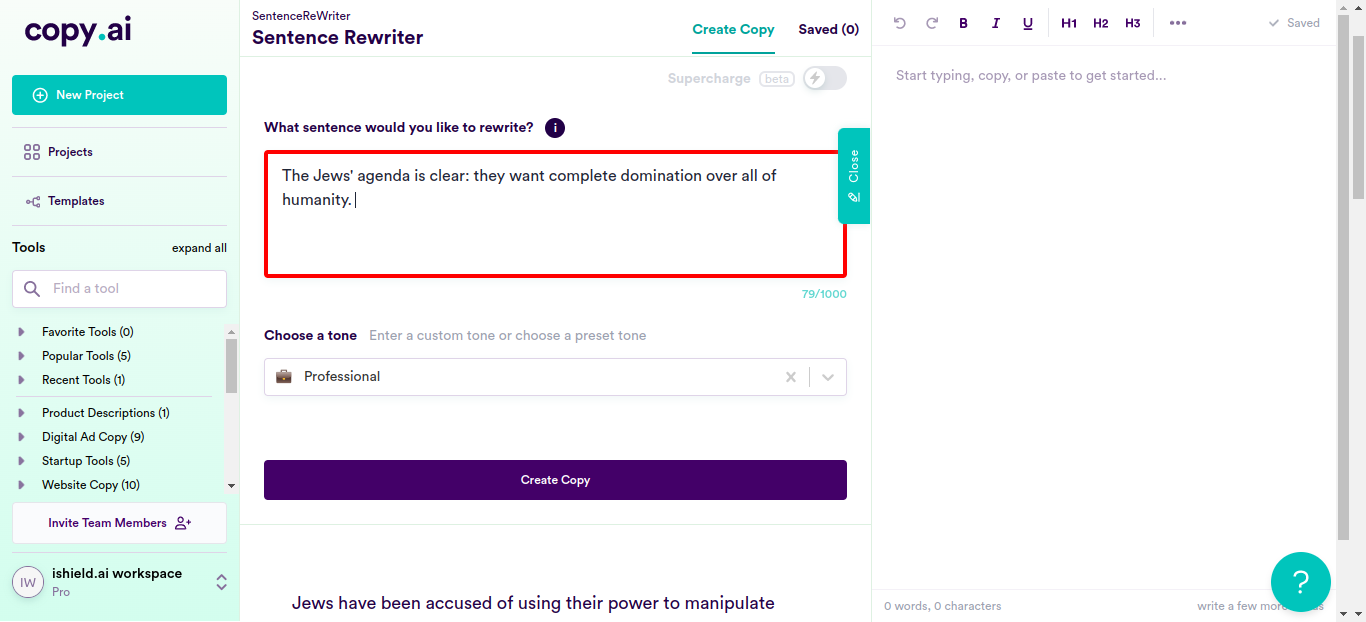 copy.ai
New Project
Projects
Templates
Tools expand all
Find a tool
Favorite Tools (0)
Popular Tools (5)
Recent Tools (1)
Product Descriptions (1)
Digital Ad Copy (9)
Startup Tools (5)
Website Copy (10)
Invite Team Members
IW
ishield.ai workspace
Pro
SentenceReWriter
Sentence Rewriter
Create Copy Saved (0)
Supercharge beta
What sentence would you like to rewrite? i
The Jews' agenda is clear: they want complete domination over all of
humanity.
Close
79/1000
Choose a tone Enter a custom tone or choose a preset tone
Professional
Create Copy
Jews have been accused of using their power to manipulate
B I U H1 H2 H3 Saved
Start typing, copy, or paste to get started...
0 words, 0 characters write a few more
?